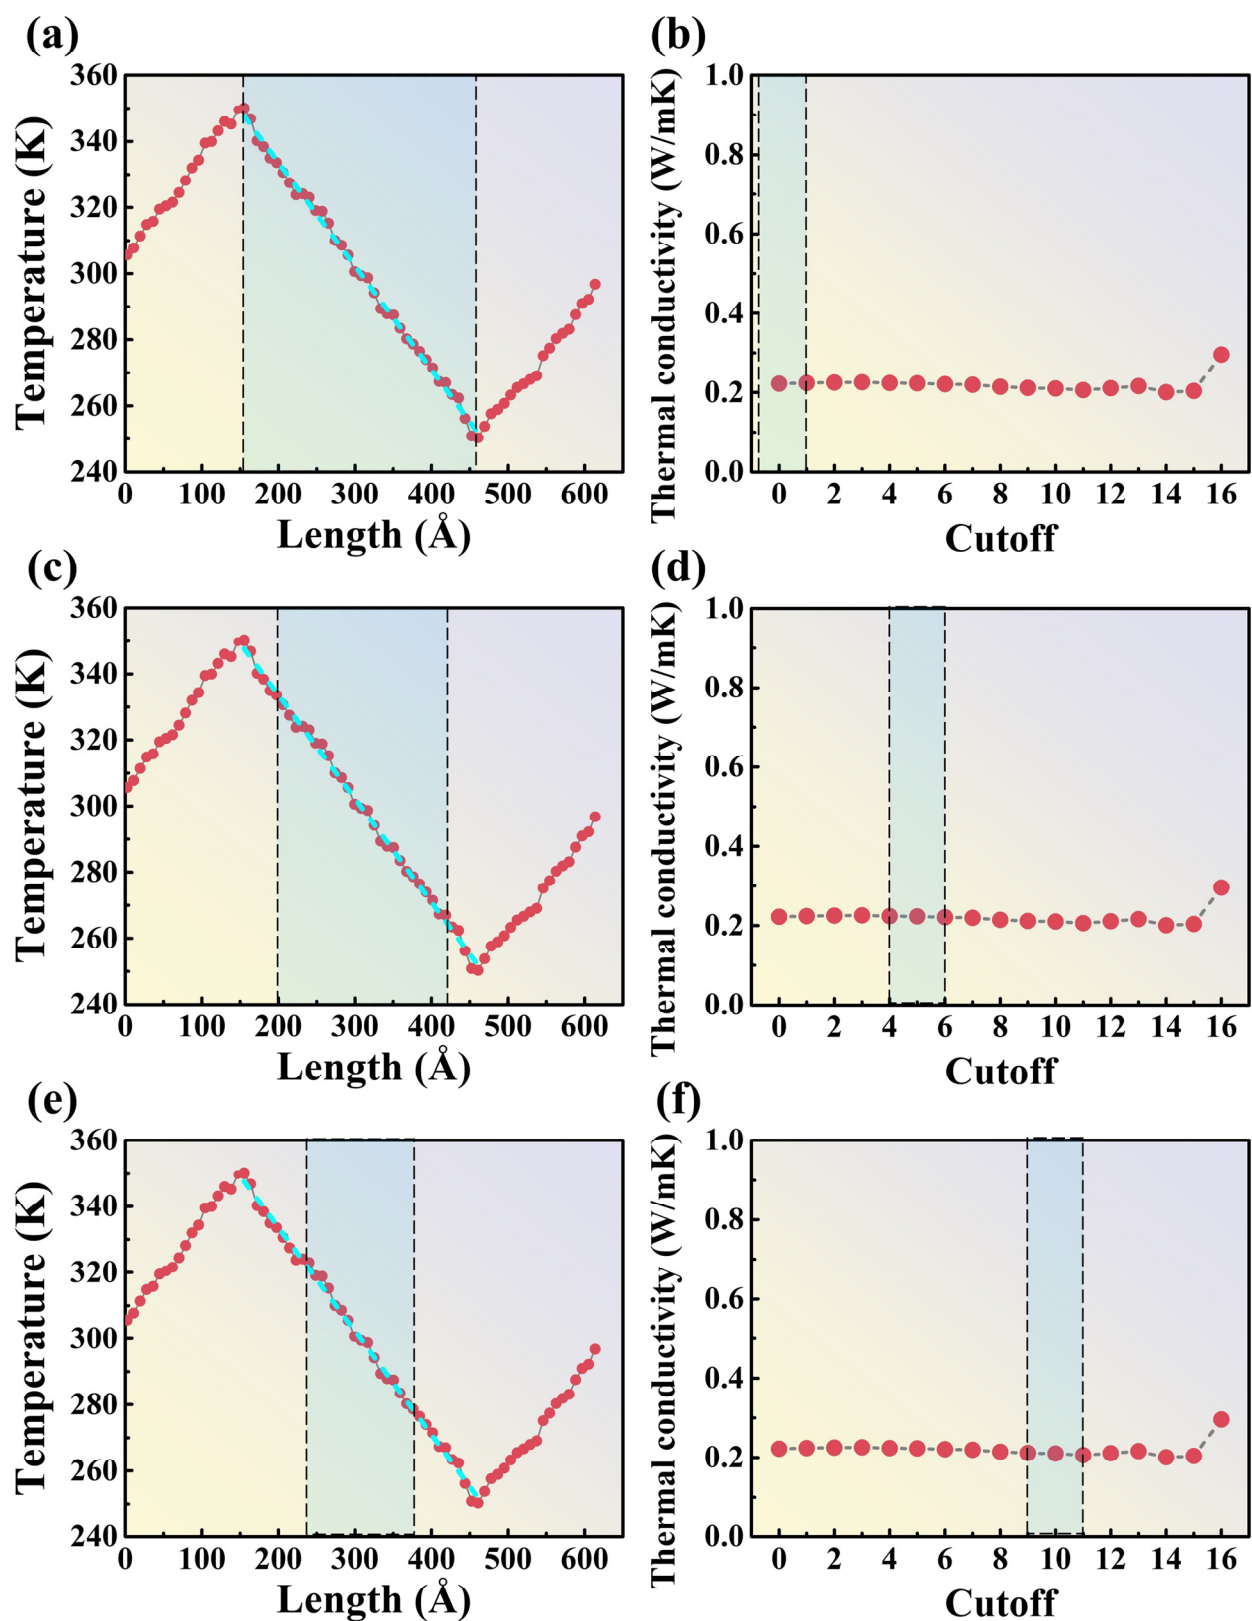 (a)
(b)
Temperature (K)
360
340
320
300
280
260
240
0 100 200 300 400 500 600
Length (Å)
Thermal conductivity (W/mK)
1.0
0.8
0.6
0.4
0.2
0.0
0 2 4 6 8 10 12 14 16
Cutoff
(c)
(d)
Temperature (K)
360
340
320
300
280
260
240
0 100 200 300 400 500 600
Length (Å)
Thermal conductivity (W/mK)
1.0
0.8
0.6
0.4
0.2
0.0
0 2 4 6 8 10 12 14 16
Cutoff
(e)
(f)
Temperature (K)
360
340
320
300
280
260
240
0 100 200 300 400 500 600
Length (Å)
Thermal conductivity (W/mK)
1.0
0.8
0.6
0.4
0.2
0.0
0 2 4 6 8 10 12 14 16
Cutoff